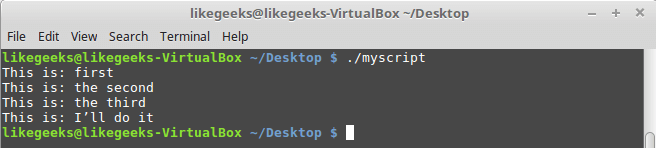 likegeeks@likegeeks-VirtualBox ~/Desktop
File Edit View Search Terminal Help
likegeeks@likegeeks-VirtualBox ~/Desktop $ ./myscript
This is: first
This is: the second
This is: the third
This is: I’ll do it
likegeeks@likegeeks-VirtualBox ~/Desktop $